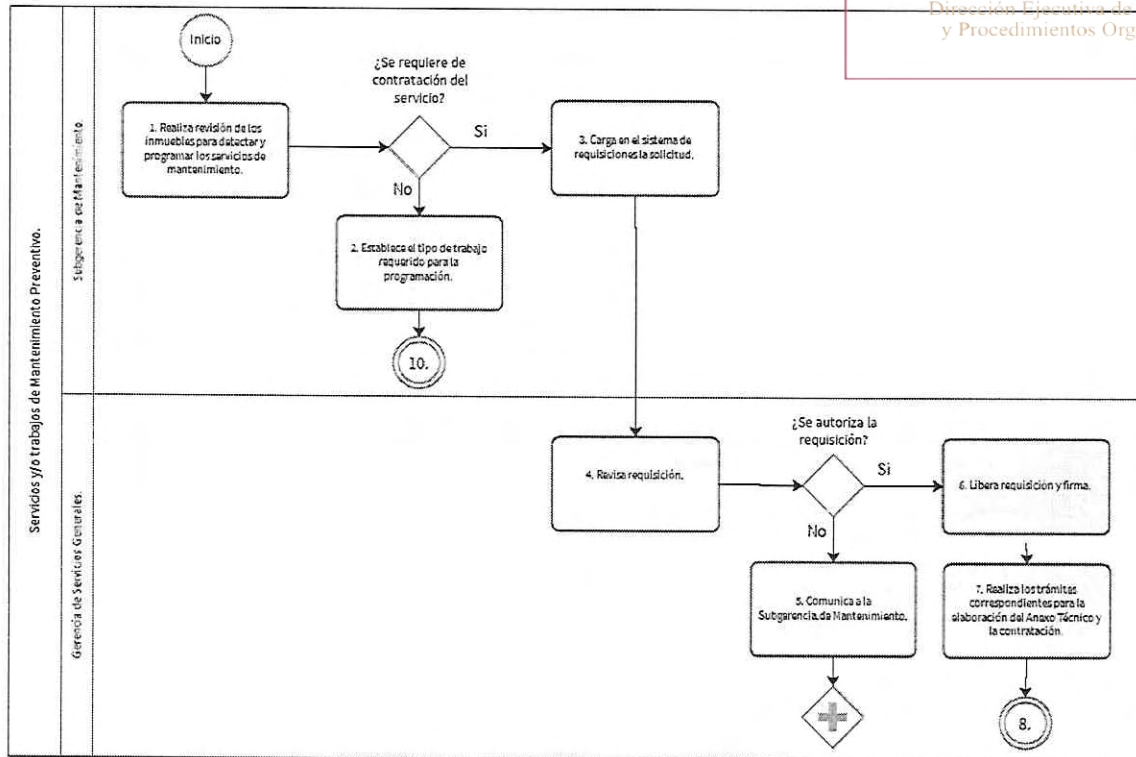 Dirección Ejecutiva de
y Procedimientos Org
Servicios y/o trabajos de Mantenimiento Preventivo.
Subgerencia de Mantenimiento.
Inicio
1. Realiza revisión de los
inmuebles para detectar y
programar los servicios de
mantenimiento.
¿Se requiere de
contratación del
servicio?
Si
No
2. Establece el tipo de trabajo
requerido para la
programación.
10.
3. Carga en el sistema de
requisiciones la solicitud.
Gerencia de Servicios Generales.
4. Revisa requisición.
¿Se autoriza la
requisición?
Si
No
5. Comunica a la
Subgerencia de Mantenimiento.
6. Libera requisición y firma.
7. Realiza los trámites
correspondientes para la
elaboración del Anexo Técnico y
la contratación.
8.